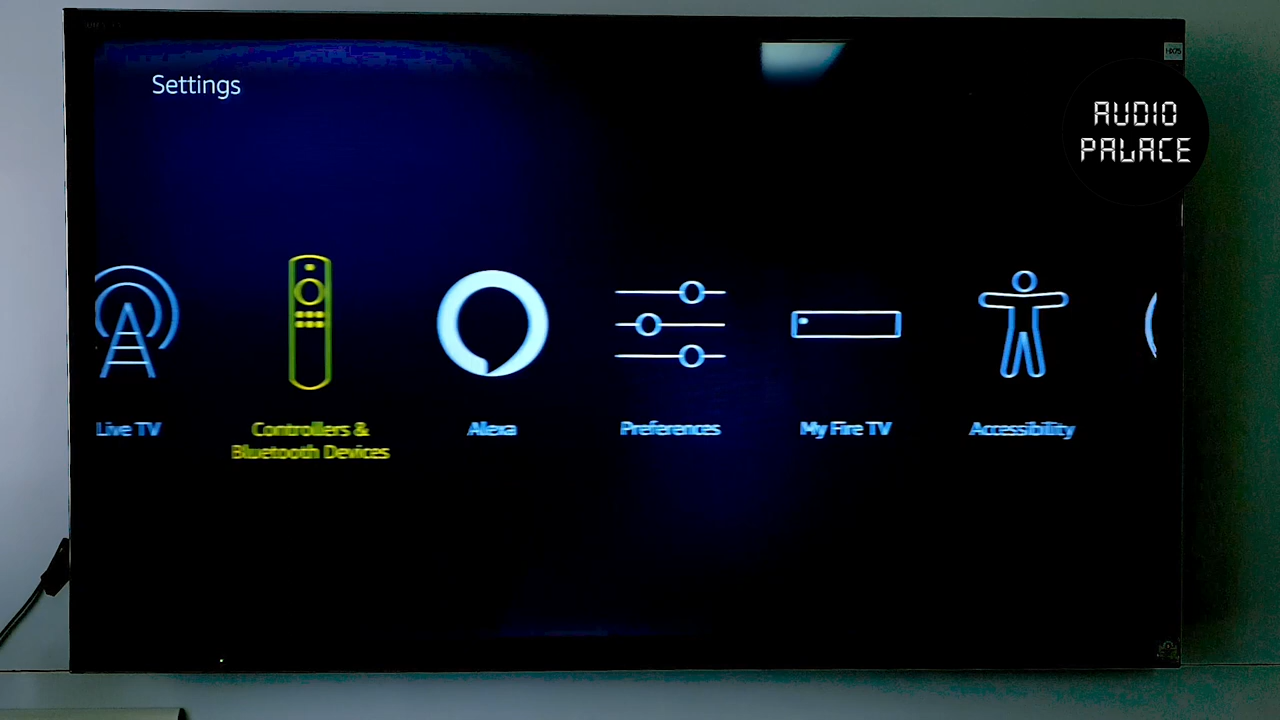 Settings
AUDIO
PALACE
Live TV
Controllers &
Bluetooth Devices
Alexa
Preferences
My Fire TV
Accessibility